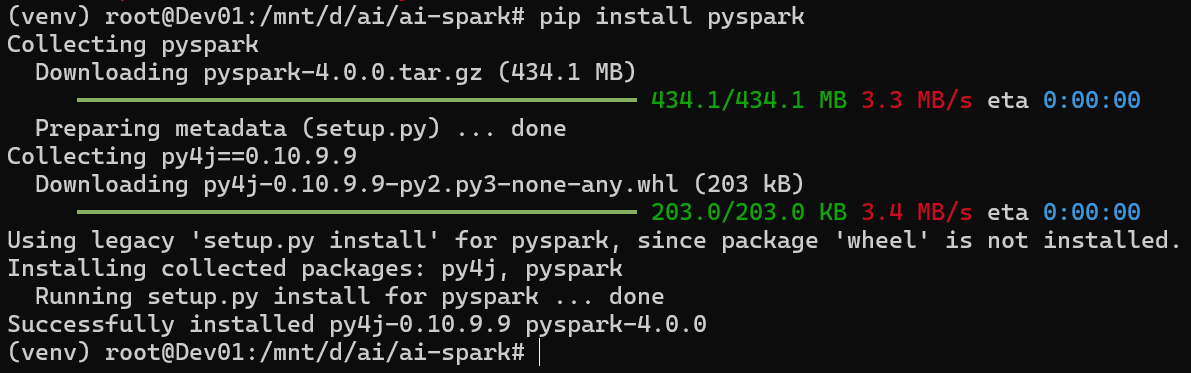 (venv) root@Dev01:/mnt/d/ai/ai-spark# pip install pyspark
Collecting pyspark
  Downloading pyspark-4.0.0.tar.gz (434.1 MB)
     ━━━━━━━━━━━━━━━━━━━━━━━━━━━━━━━━━━━━━━━━ 434.1/434.1 MB 3.3 MB/s eta 0:00:00
  Preparing metadata (setup.py) ... done
Collecting py4j==0.10.9.9
  Downloading py4j-0.10.9.9-py2.py3-none-any.whl (203 kB)
     ━━━━━━━━━━━━━━━━━━━━━━━━━━━━━━━━━━━━━━━━ 203.0/203.0 KB 3.4 MB/s eta 0:00:00
Using legacy 'setup.py install' for pyspark, since package 'wheel' is not installed.
Installing collected packages: py4j, pyspark
  Running setup.py install for pyspark ... done
Successfully installed py4j-0.10.9.9 pyspark-4.0.0
(venv) root@Dev01:/mnt/d/ai/ai-spark#